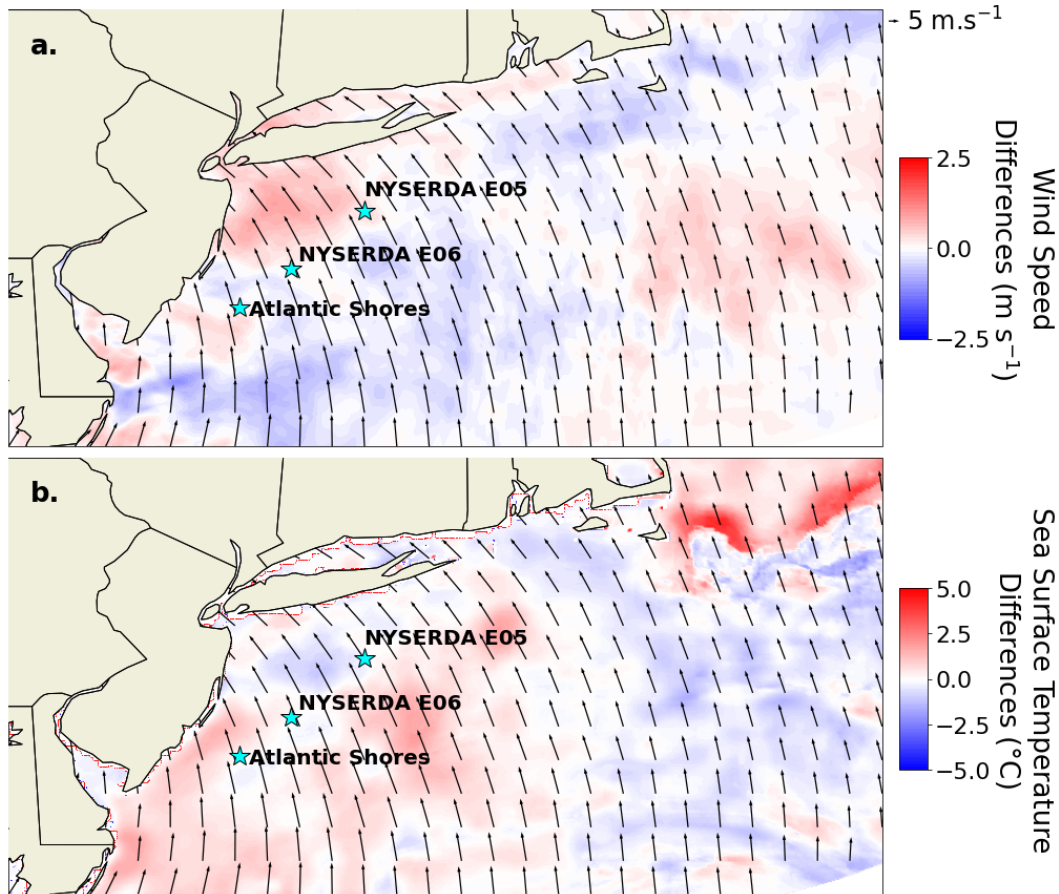 a.
5 m.s⁻¹
NYSERDA E05
NYSERDA E06
Atlantic Shores
2.5
0.0
−2.5
Wind Speed
Differences (m s⁻¹)
b.
NYSERDA E05
NYSERDA E06
Atlantic Shores
5.0
2.5
0.0
−2.5
−5.0
Sea Surface Temperature
Differences (°C)